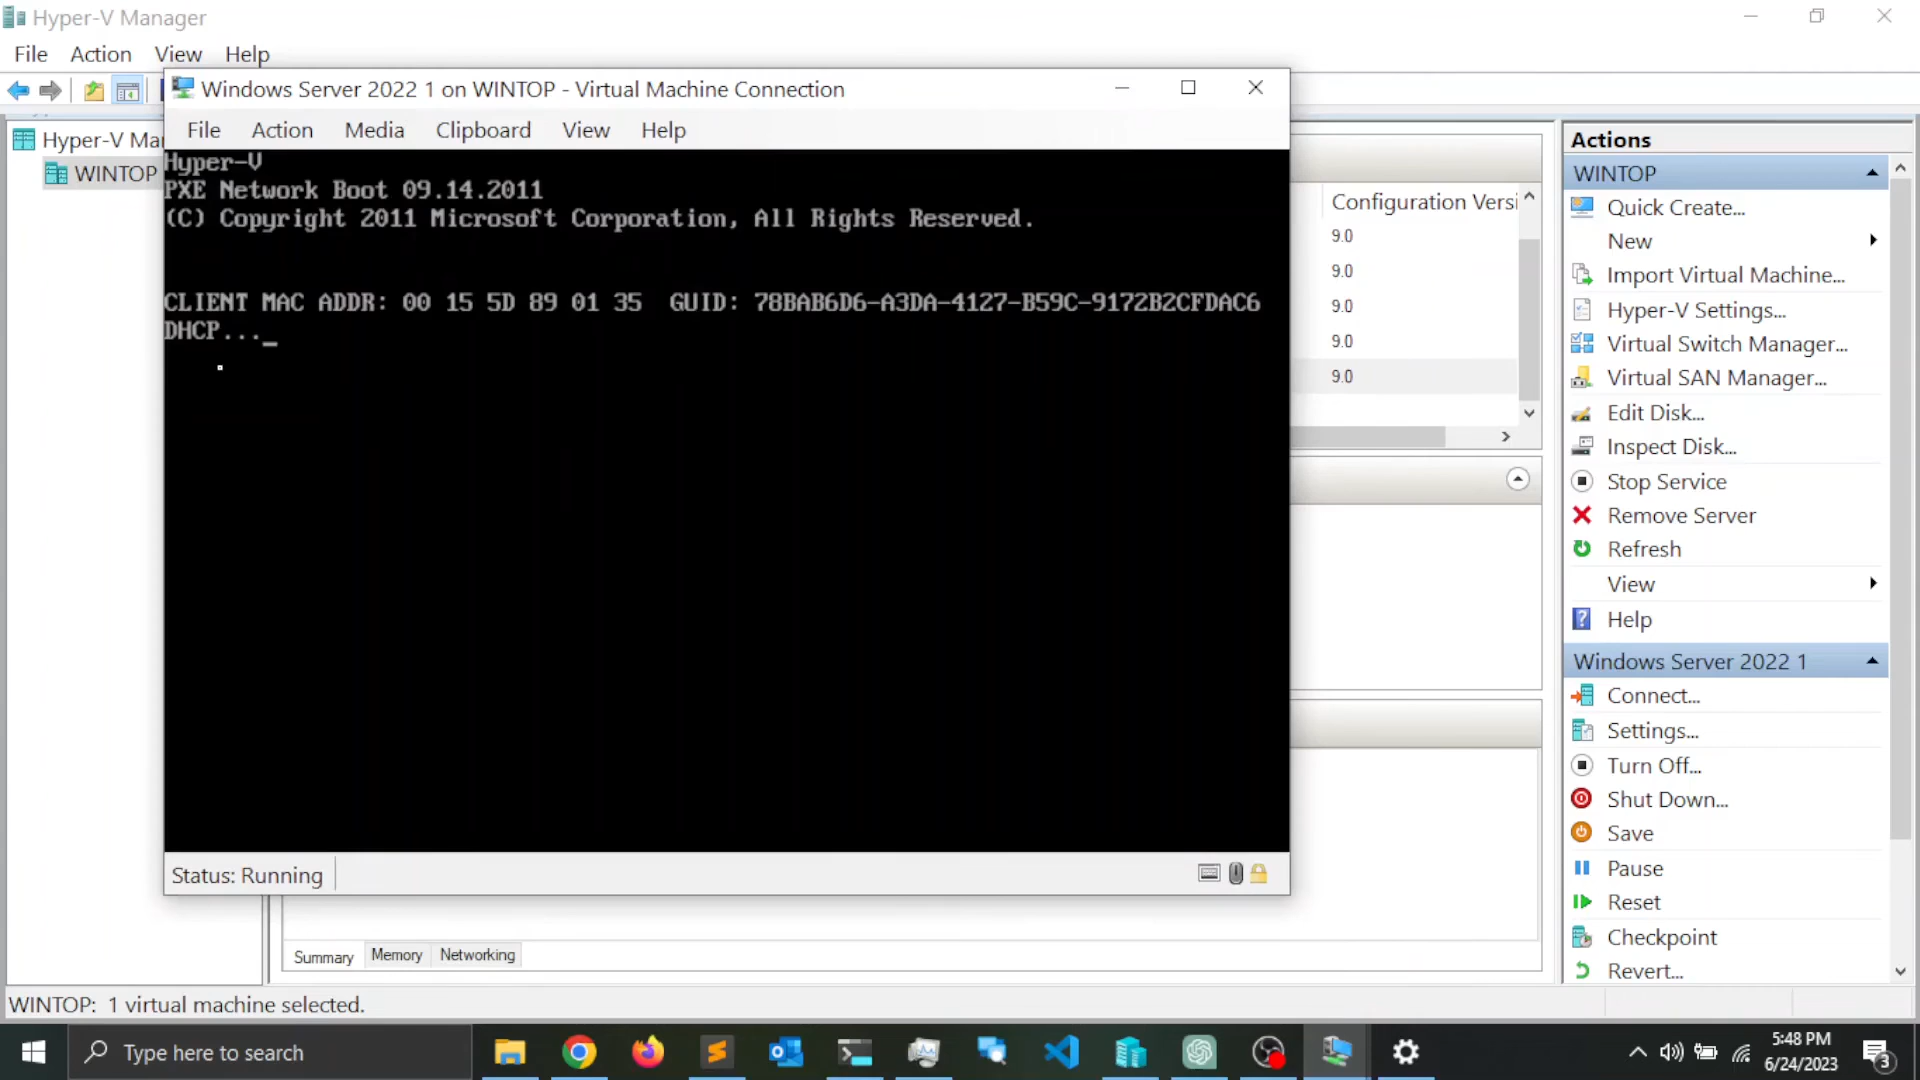 Hyper-V Manager
File Action View Help
Windows Server 2022 1 on WINTOP - Virtual Machine Connection
File Action Media Clipboard View Help
Hyper-V
PXE Network Boot 09.14.2011
(C) Copyright 2011 Microsoft Corporation, All Rights Reserved.
CLIENT MAC ADDR: 00 15 5D 89 01 35 GUID: 78BAB6D6-A3DA-4127-B59C-9172B2CFDAC6
DHCP..._
Status: Running
Hyper-V Mar
WINTOP
Configuration Versi
9.0
9.0
9.0
9.0
9.0
Summary Memory Networking
Actions
WINTOP
Quick Create...
New
Import Virtual Machine...
Hyper-V Settings...
Virtual Switch Manager...
Virtual SAN Manager...
Edit Disk...
Inspect Disk...
Stop Service
Remove Server
Refresh
View
Help
Windows Server 2022 1
Connect...
Settings...
Turn Off...
Shut Down...
Save
Pause
Reset
Checkpoint
Revert...
WINTOP: 1 virtual machine selected.
Type here to search
5:48 PM
6/24/2023
3